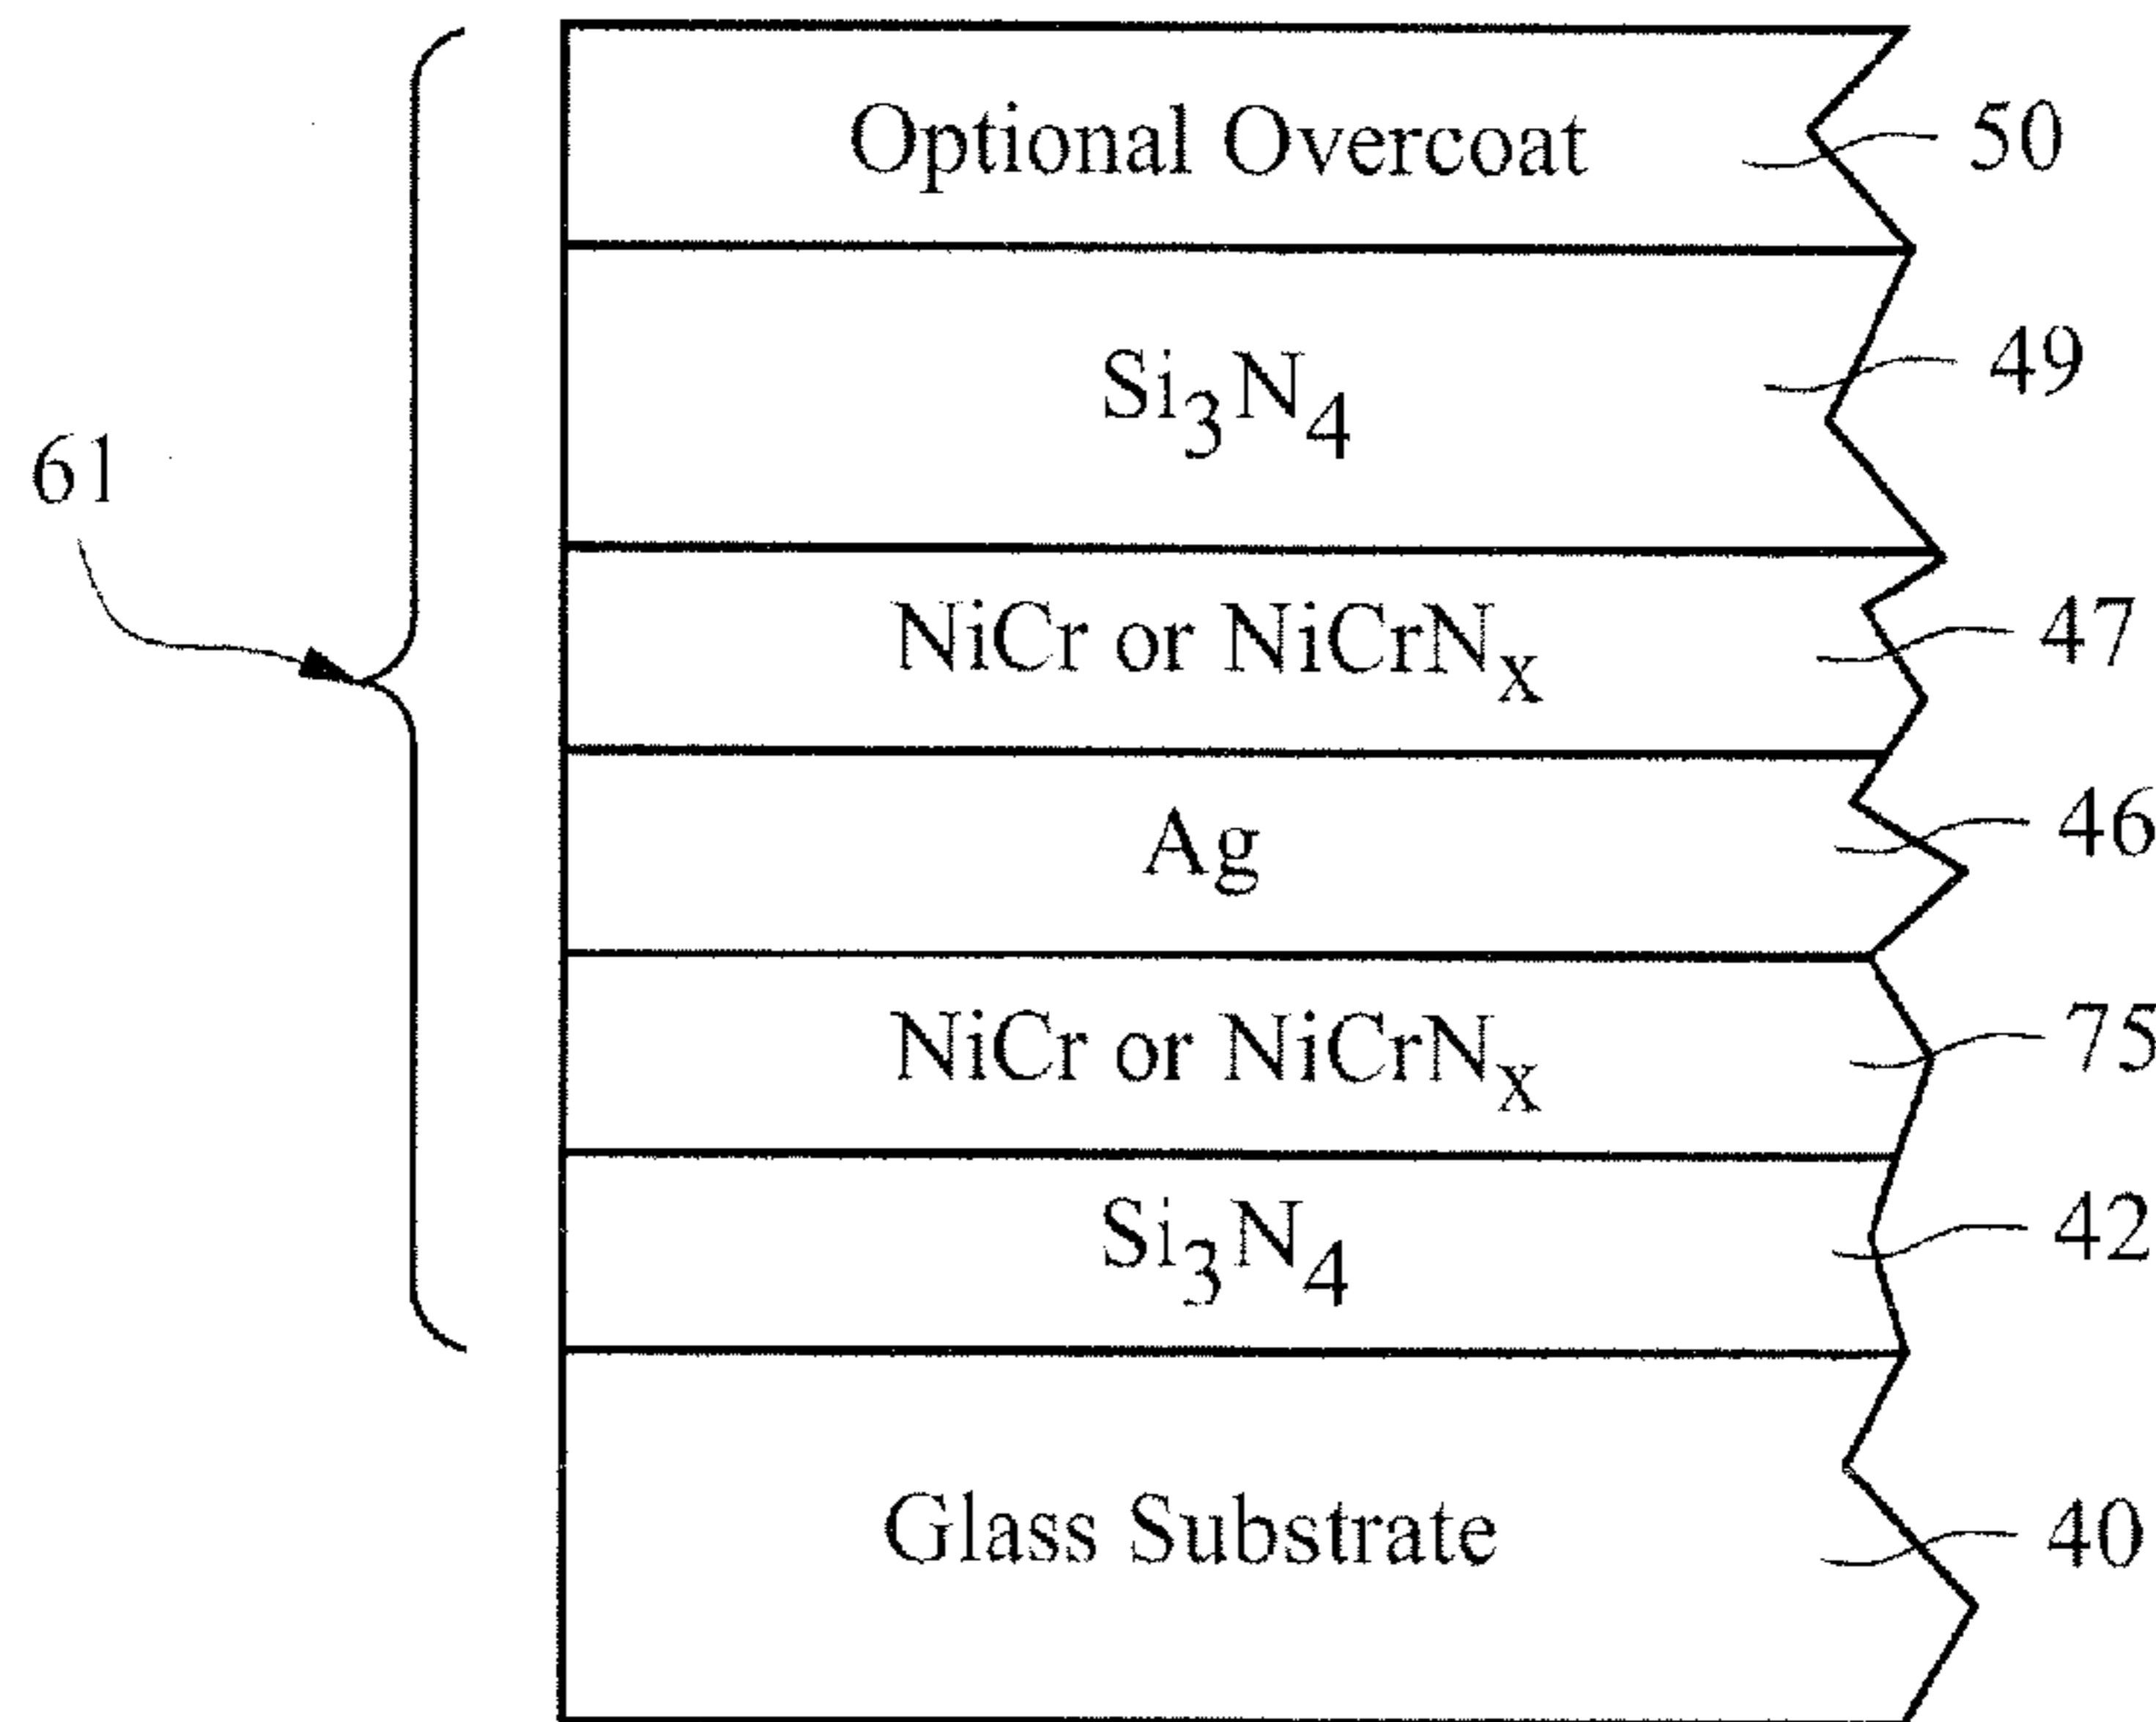 Optional Overcoat 50
Si₃N₄ 49
61
NiCr or NiCrNₓ 47
Ag 46
NiCr or NiCrNₓ 75
Si₃N₄ 42
Glass Substrate 40